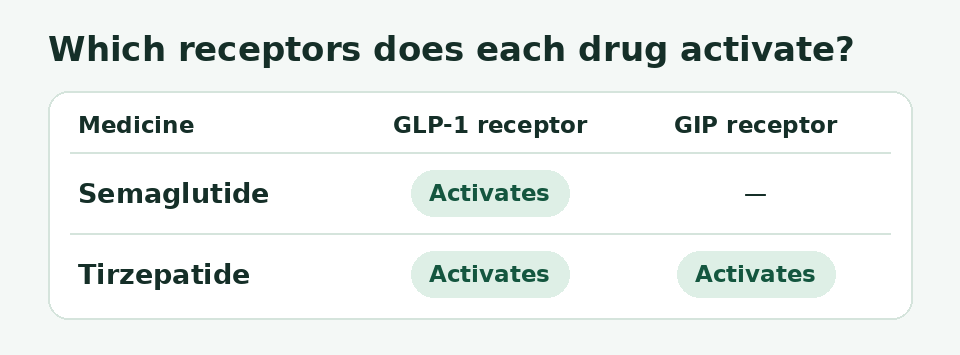 Which receptors does each drug activate?
Medicine GLP-1 receptor GIP receptor
Semaglutide Activates —
Tirzepatide Activates Activates